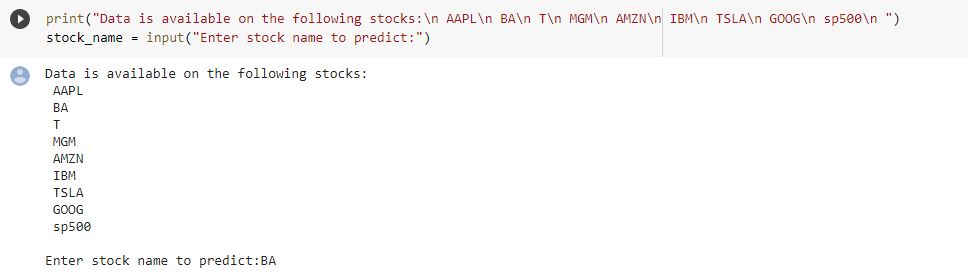 print("Data is available on the following stocks:\n AAPL\n BA\n T\n MGM\n AMZN\n IBM\n TSLA\n GOOG\n sp500\n ")
stock_name = input("Enter stock name to predict:")
Data is available on the following stocks:
AAPL
BA
T
MGM
AMZN
IBM
TSLA
GOOG
sp500
Enter stock name to predict:BA